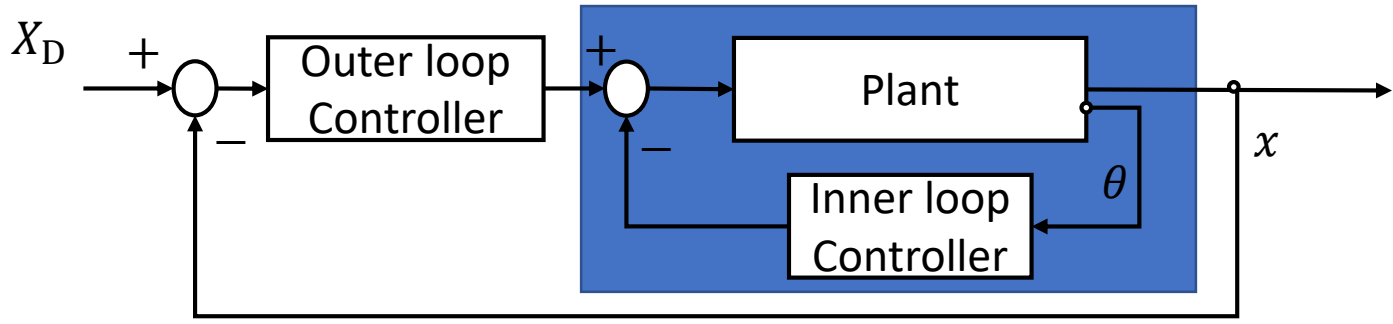 X_D
+
−
Outer loop
Controller
+
−
Plant
θ
Inner loop
Controller
x